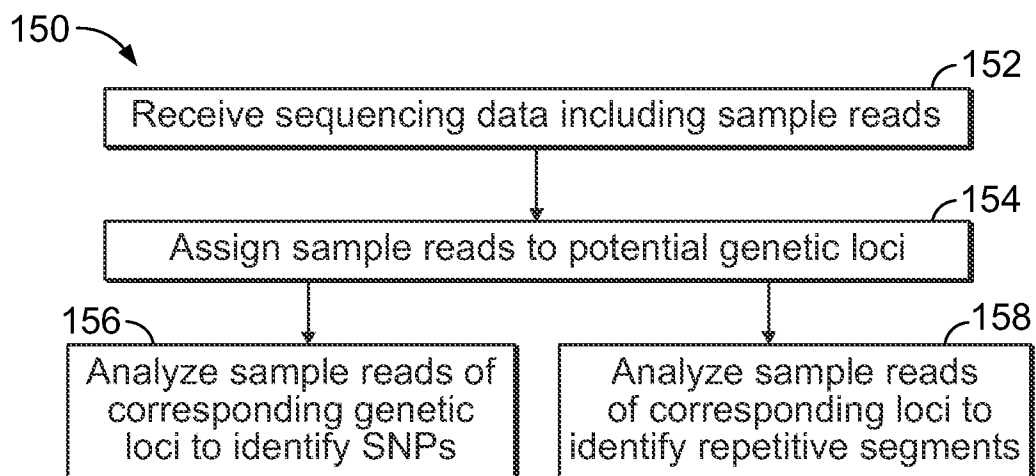 150
152
Receive sequencing data including sample reads
154
Assign sample reads to potential genetic loci
156
Analyze sample reads of
corresponding genetic
loci to identify SNPs
158
Analyze sample reads
of corresponding loci to
identify repetitive segments